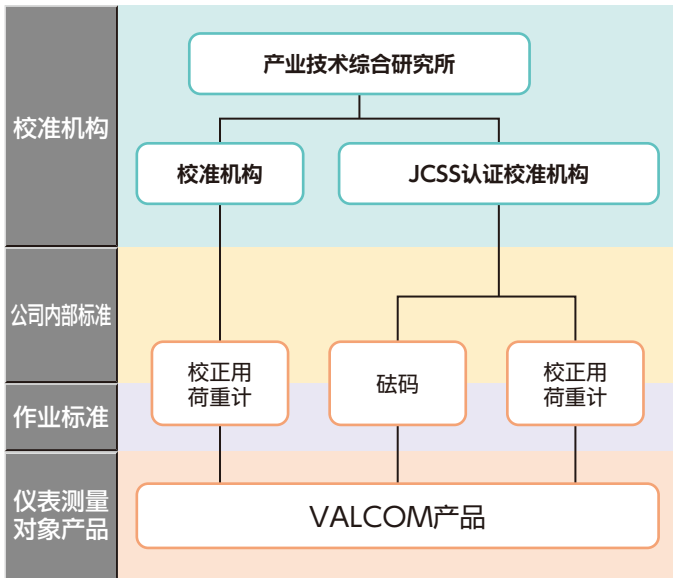 产业技术综合研究所
校准机构
校准机构
JCSS认证校准机构
公司内部标准
校正用
荷重计
砝码
校正用
荷重计
作业标准
仪表测量
对象产品
VALCOM产品